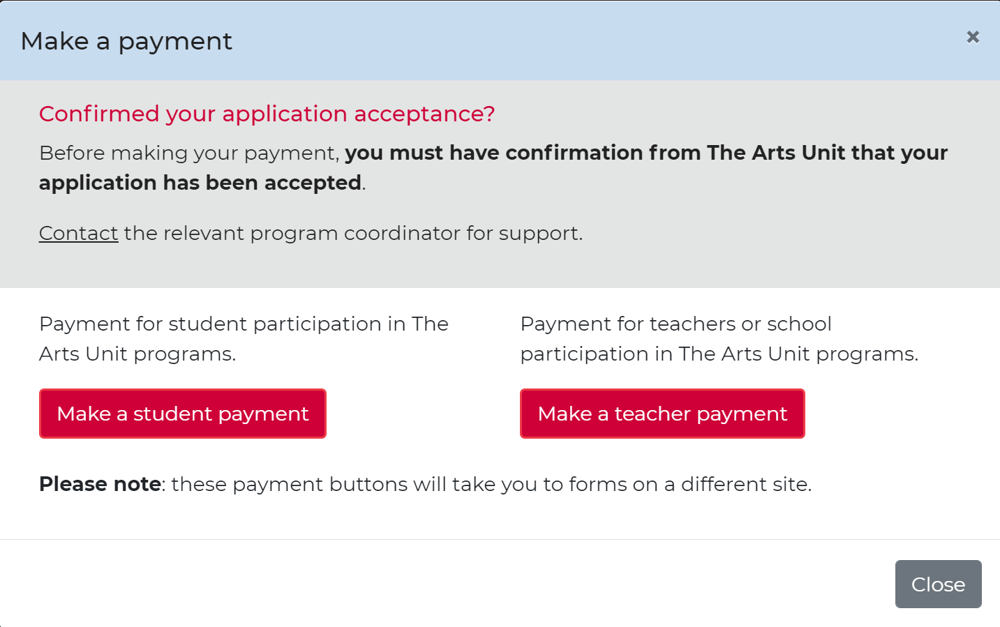 Make a payment
×
Confirmed your application acceptance?
Before making your payment, you must have confirmation from The Arts Unit that your
application has been accepted.
Contact the relevant program coordinator for support.
Payment for student participation in The
Arts Unit programs.
Make a student payment
Payment for teachers or school
participation in The Arts Unit programs.
Make a teacher payment
Please note: these payment buttons will take you to forms on a different site.
Close